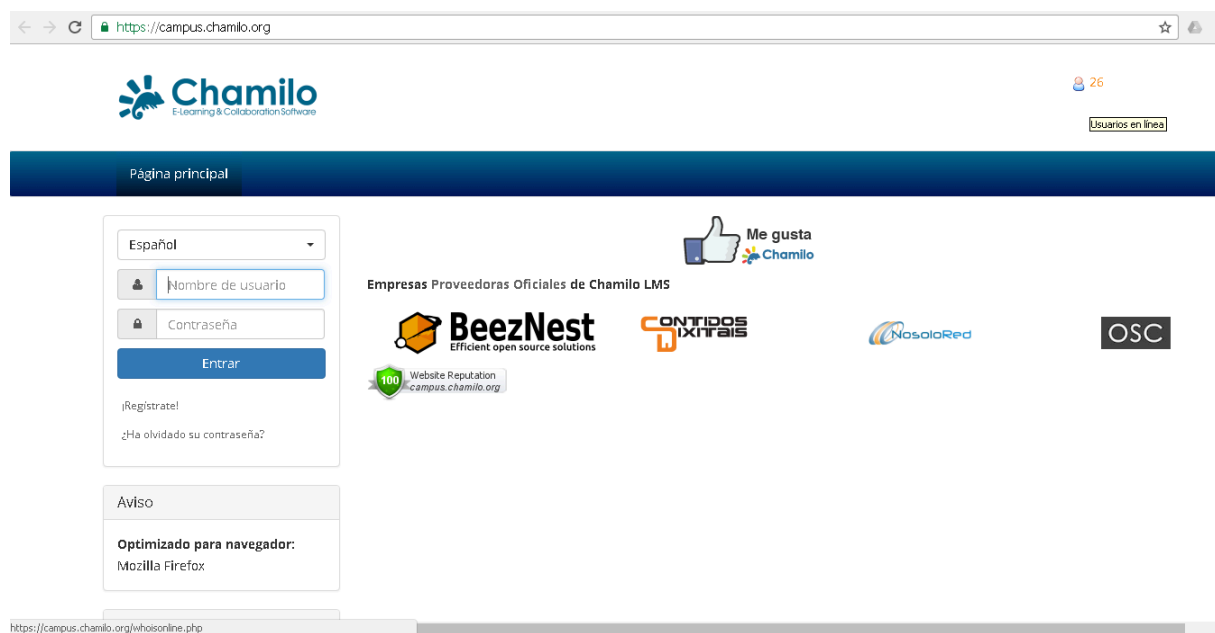 https://campus.chamilo.org
Chamilo
E-Learning & Collaboration Software
26
Usuarios en línea
Página principal
Español
Nombre de usuario
Contraseña
Entrar
¡Regístrate!
¿Ha olvidado su contraseña?
Me gusta
Chamilo
Empresas Proveedoras Oficiales de Chamilo LMS
BeezNest
Efficient open source solutions
CONTIDOS
DIXITAIS
NosoloRed
OSC
100
Website Reputation
campus.chamilo.org
Aviso
Optimizado para navegador:
Mozilla Firefox
https://campus.chamilo.org/whoisonline.php